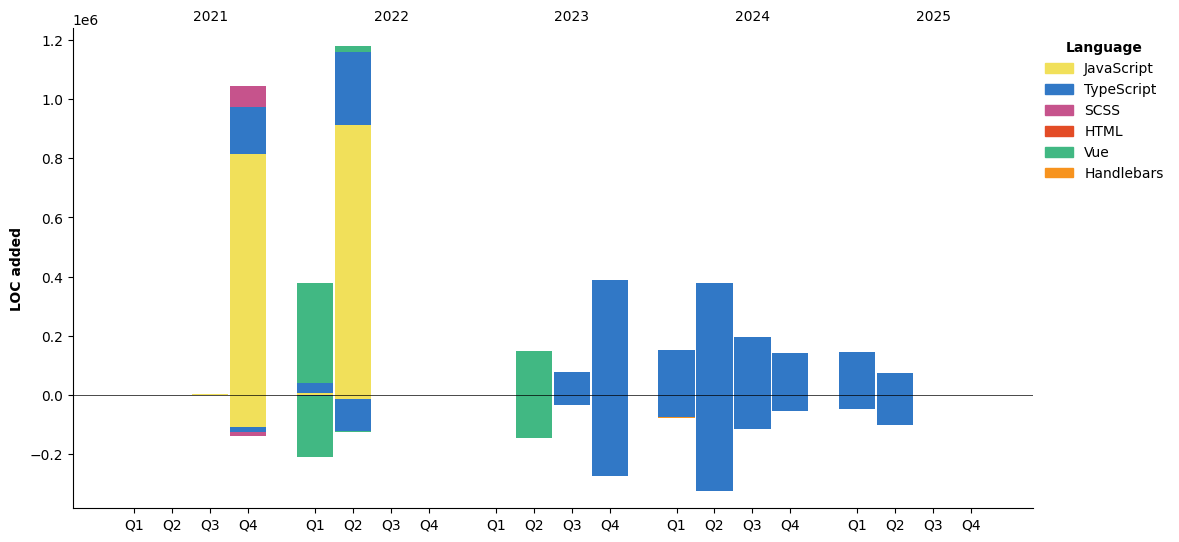 2021 2022 2023 2024 2025
1e6
1.2
1.0
0.8
0.6
0.4
0.2
0.0
−0.2
LOC added
Q1 Q2 Q3 Q4 Q1 Q2 Q3 Q4 Q1 Q2 Q3 Q4 Q1 Q2 Q3 Q4 Q1 Q2 Q3 Q4
Language
JavaScript
TypeScript
SCSS
HTML
Vue
Handlebars